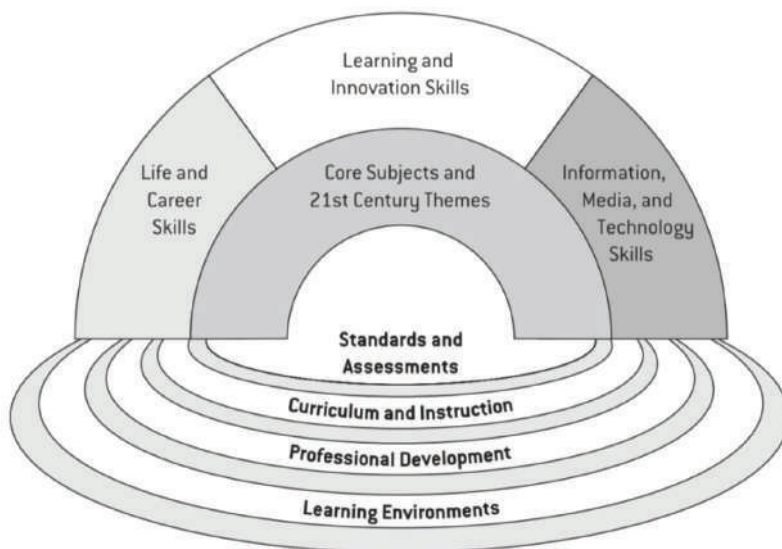 Learning and
Innovation Skills
Life and
Career
Skills
Core Subjects and
21st Century Themes
Information,
Media, and
Technology
Skills
Standards and
Assessments
Curriculum and Instruction
Professional Development
Learning Environments